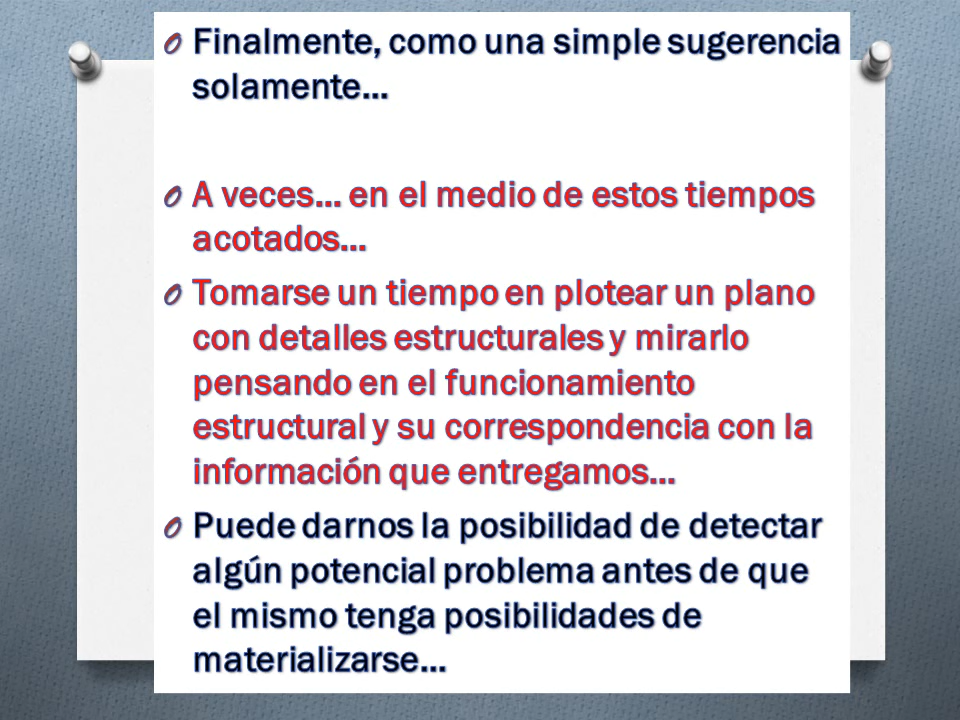 Finalmente, como una simple sugerencia
solamente...
A veces... en el medio de estos tiempos
acotados...
Tomarse un tiempo en plotear un plano
con detalles estructurales y mirarlo
pensando en el funcionamiento
estructural y su correspondencia con la
información que entregamos...
Puede darnos la posibilidad de detectar
algún potencial problema antes de que
el mismo tenga posibilidades de
materializarse...